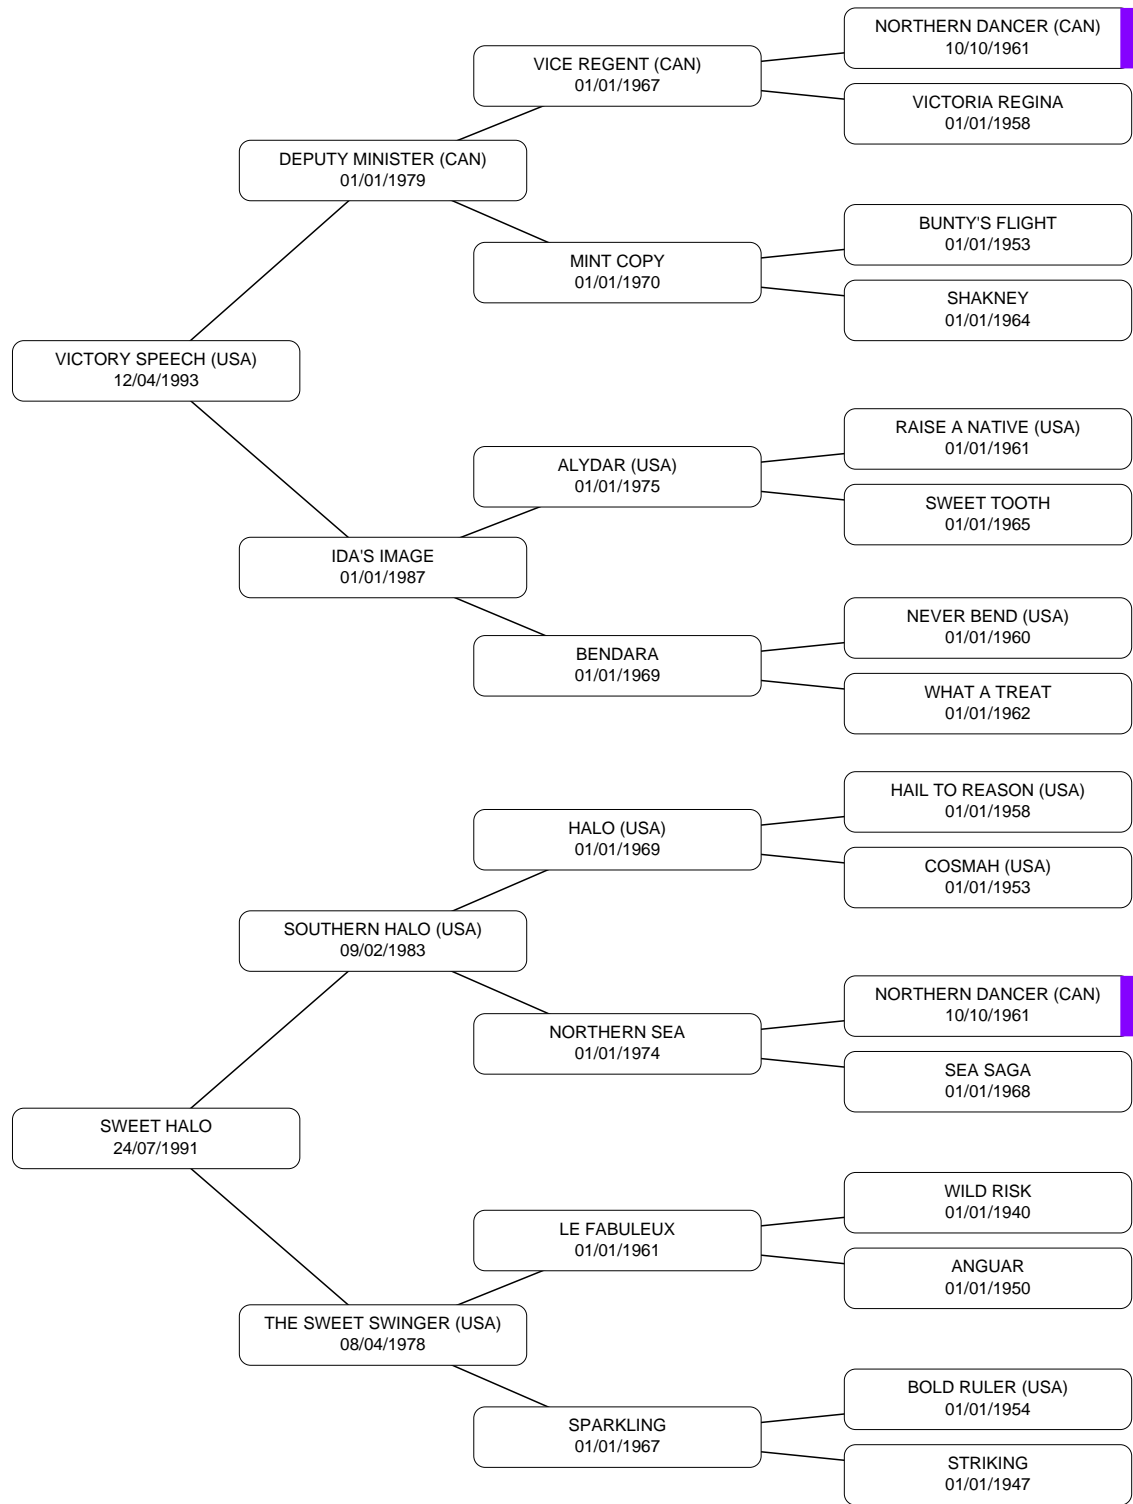 NORTHERN DANCER (CAN)
10/10/1961
VICE REGENT (CAN)
01/01/1967
VICTORIA REGINA
01/01/1958
DEPUTY MINISTER (CAN)
01/01/1979
BUNTY'S FLIGHT
01/01/1953
MINT COPY
01/01/1970
SHAKNEY
01/01/1964
VICTORY SPEECH (USA)
12/04/1993
RAISE A NATIVE (USA)
01/01/1961
ALYDAR (USA)
01/01/1975
SWEET TOOTH
01/01/1965
IDA'S IMAGE
01/01/1987
NEVER BEND (USA)
01/01/1960
BENDARA
01/01/1969
WHAT A TREAT
01/01/1962
HAIL TO REASON (USA)
01/01/1958
HALO (USA)
01/01/1969
COSMAH (USA)
01/01/1953
SOUTHERN HALO (USA)
09/02/1983
NORTHERN DANCER (CAN)
10/10/1961
NORTHERN SEA
01/01/1974
SEA SAGA
01/01/1968
SWEET HALO
24/07/1991
WILD RISK
01/01/1940
LE FABULEUX
01/01/1961
ANGUAR
01/01/1950
THE SWEET SWINGER (USA)
08/04/1978
BOLD RULER (USA)
01/01/1954
SPARKLING
01/01/1967
STRIKING
01/01/1947